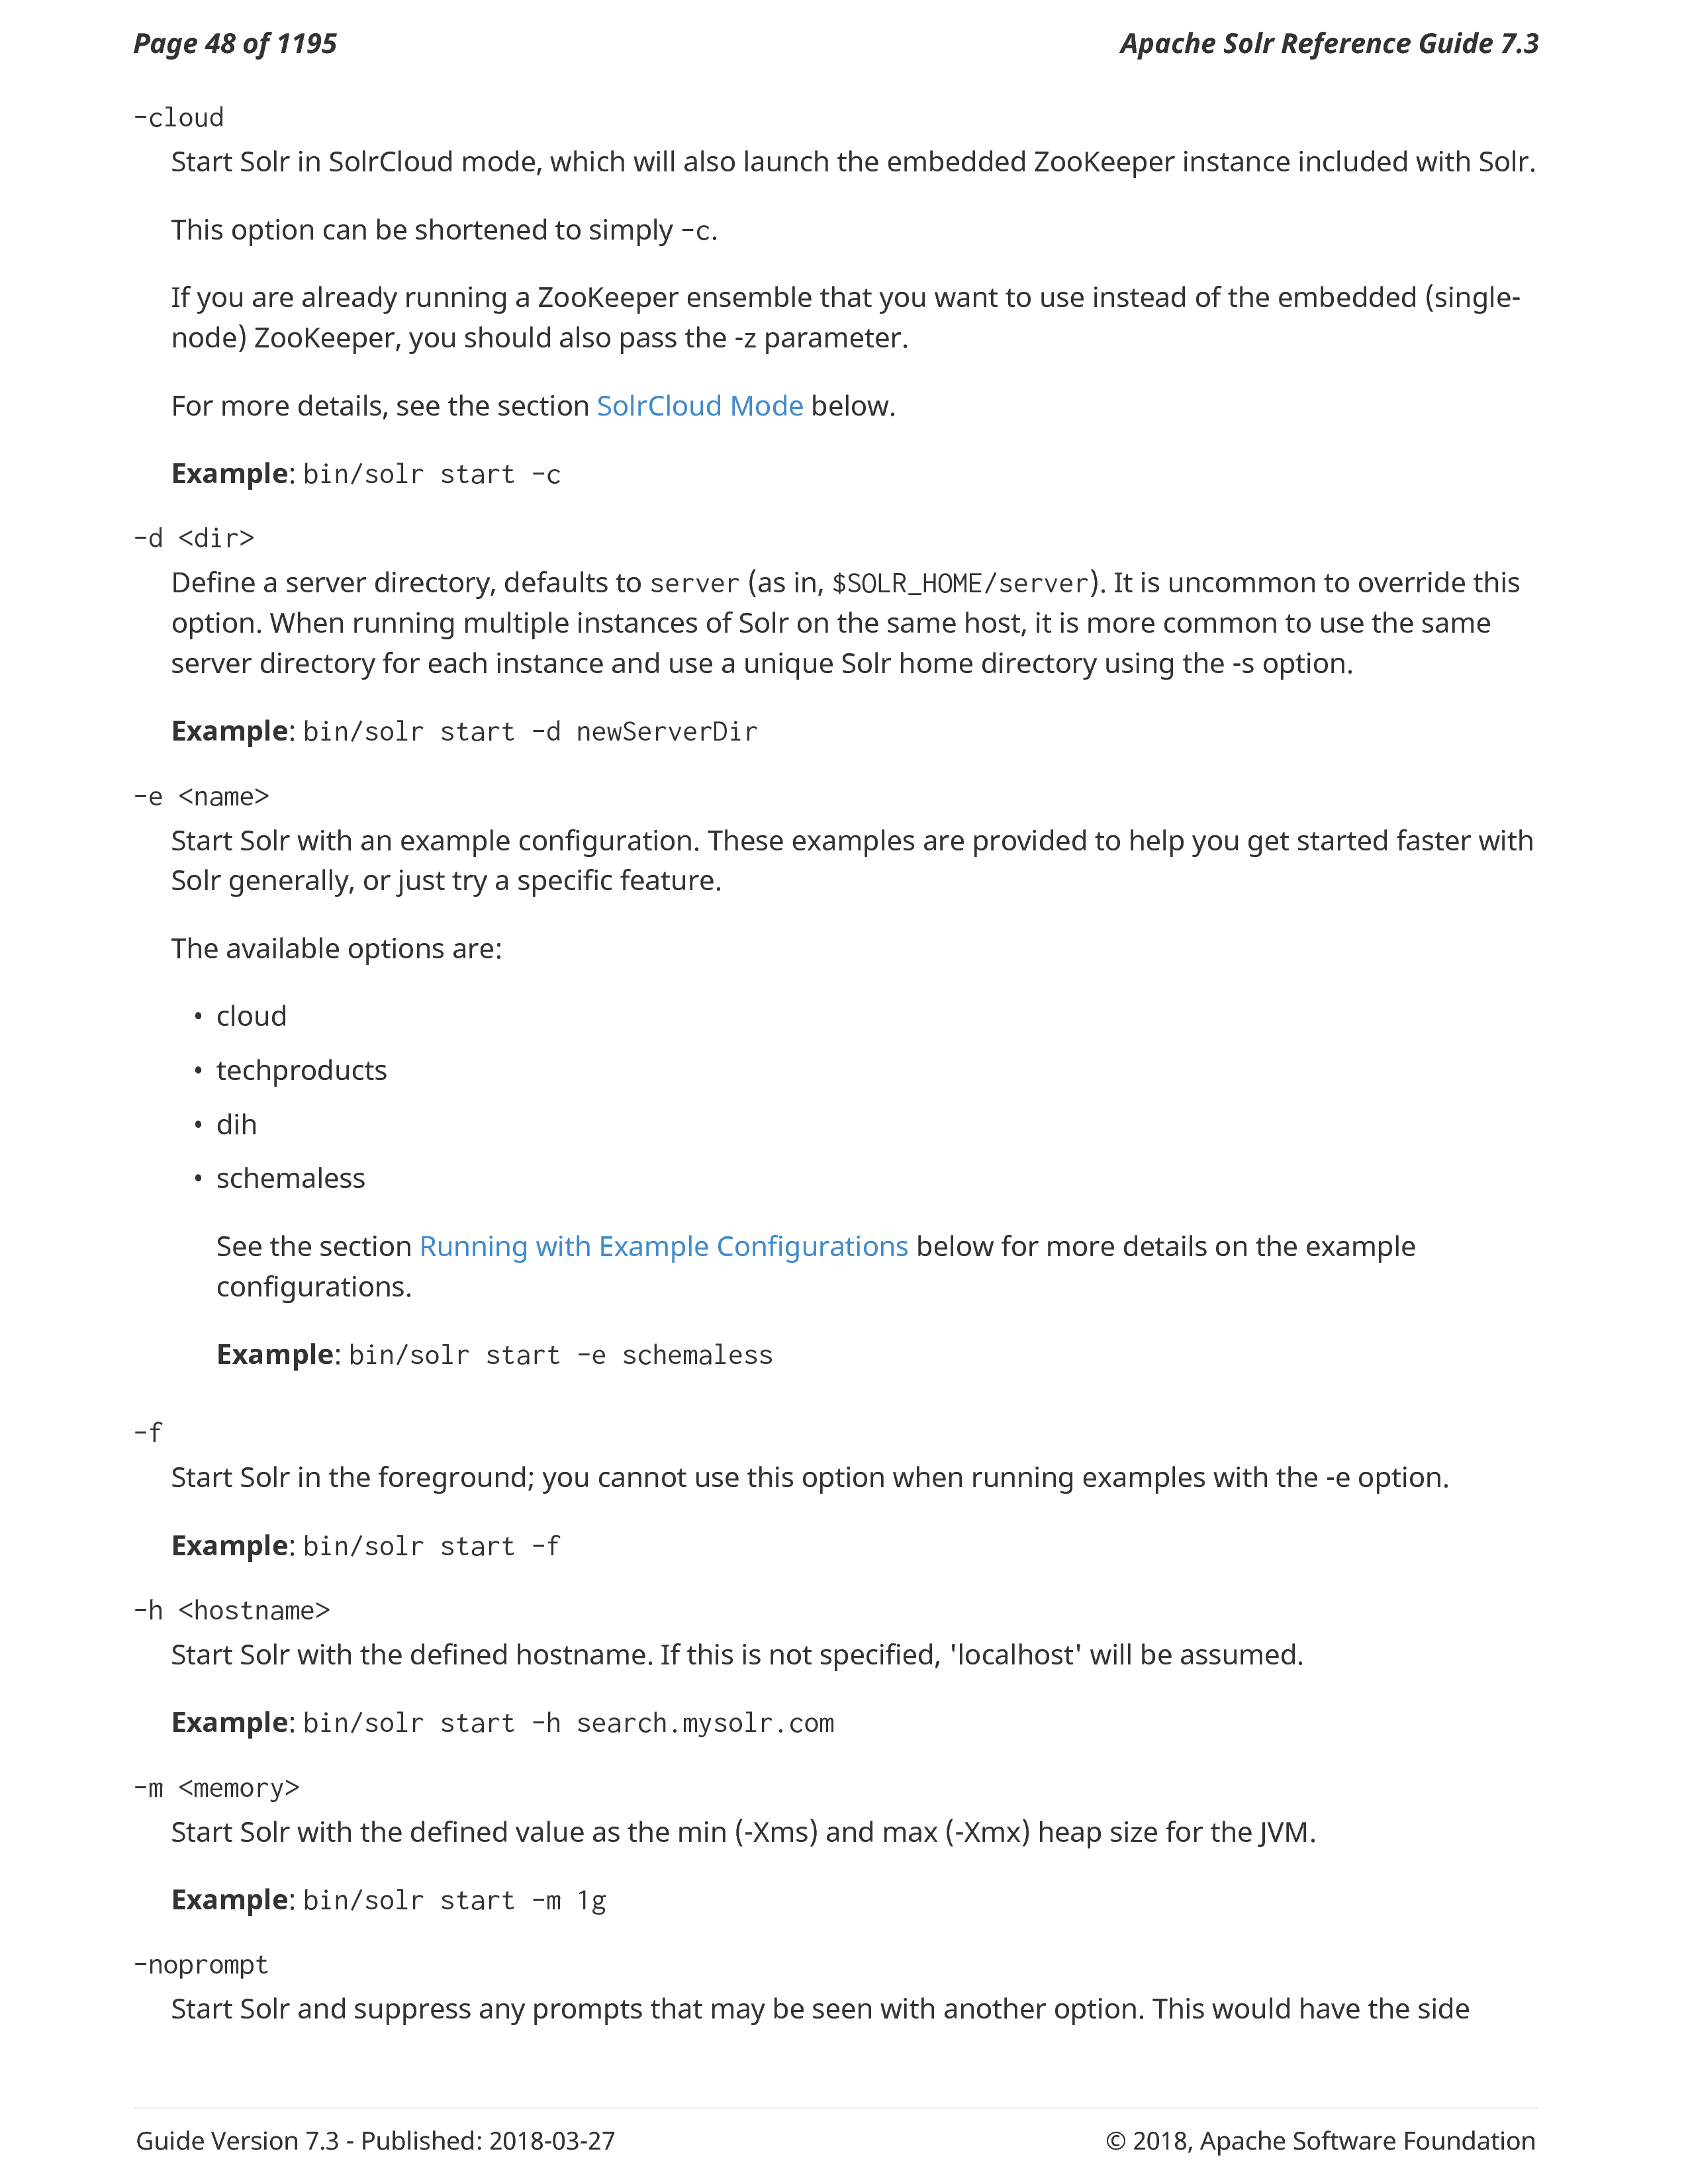 Page 48 of 1195
Apache Solr Reference Guide 7.3
-cloud
Start Solr in SolrCloud mode, which will also launch the embedded ZooKeeper instance included with Solr.
This option can be shortened to simply -c.
If you are already running a ZooKeeper ensemble that you want to use instead of the embedded (single-
node) ZooKeeper, you should also pass the -z parameter.
For more details, see the section SolrCloud Mode below.
Example: bin/solr start -c
-d <dir>
Define a server directory, defaults to server (as in, $SOLR_HOME/server). It is uncommon to override this
option. When running multiple instances of Solr on the same host, it is more common to use the same
server directory for each instance and use a unique Solr home directory using the -s option.
Example: bin/solr start -d newServerDir
-e <name>
Start Solr with an example configuration. These examples are provided to help you get started faster with
Solr generally, or just try a specific feature.
The available options are:
• cloud
• techproducts
• dih
• schemaless
See the section Running with Example Configurations below for more details on the example
configurations.
Example: bin/solr start -e schemaless
-f
Start Solr in the foreground; you cannot use this option when running examples with the -e option.
Example: bin/solr start -f
-h <hostname>
Start Solr with the defined hostname. If this is not specified, 'localhost' will be assumed.
Example: bin/solr start -h search.mysolr.com
-m <memory>
Start Solr with the defined value as the min (-Xms) and max (-Xmx) heap size for the JVM.
Example: bin/solr start -m 1g
-noprompt
Start Solr and suppress any prompts that may be seen with another option. This would have the side
Guide Version 7.3 - Published: 2018-03-27
© 2018, Apache Software Foundation